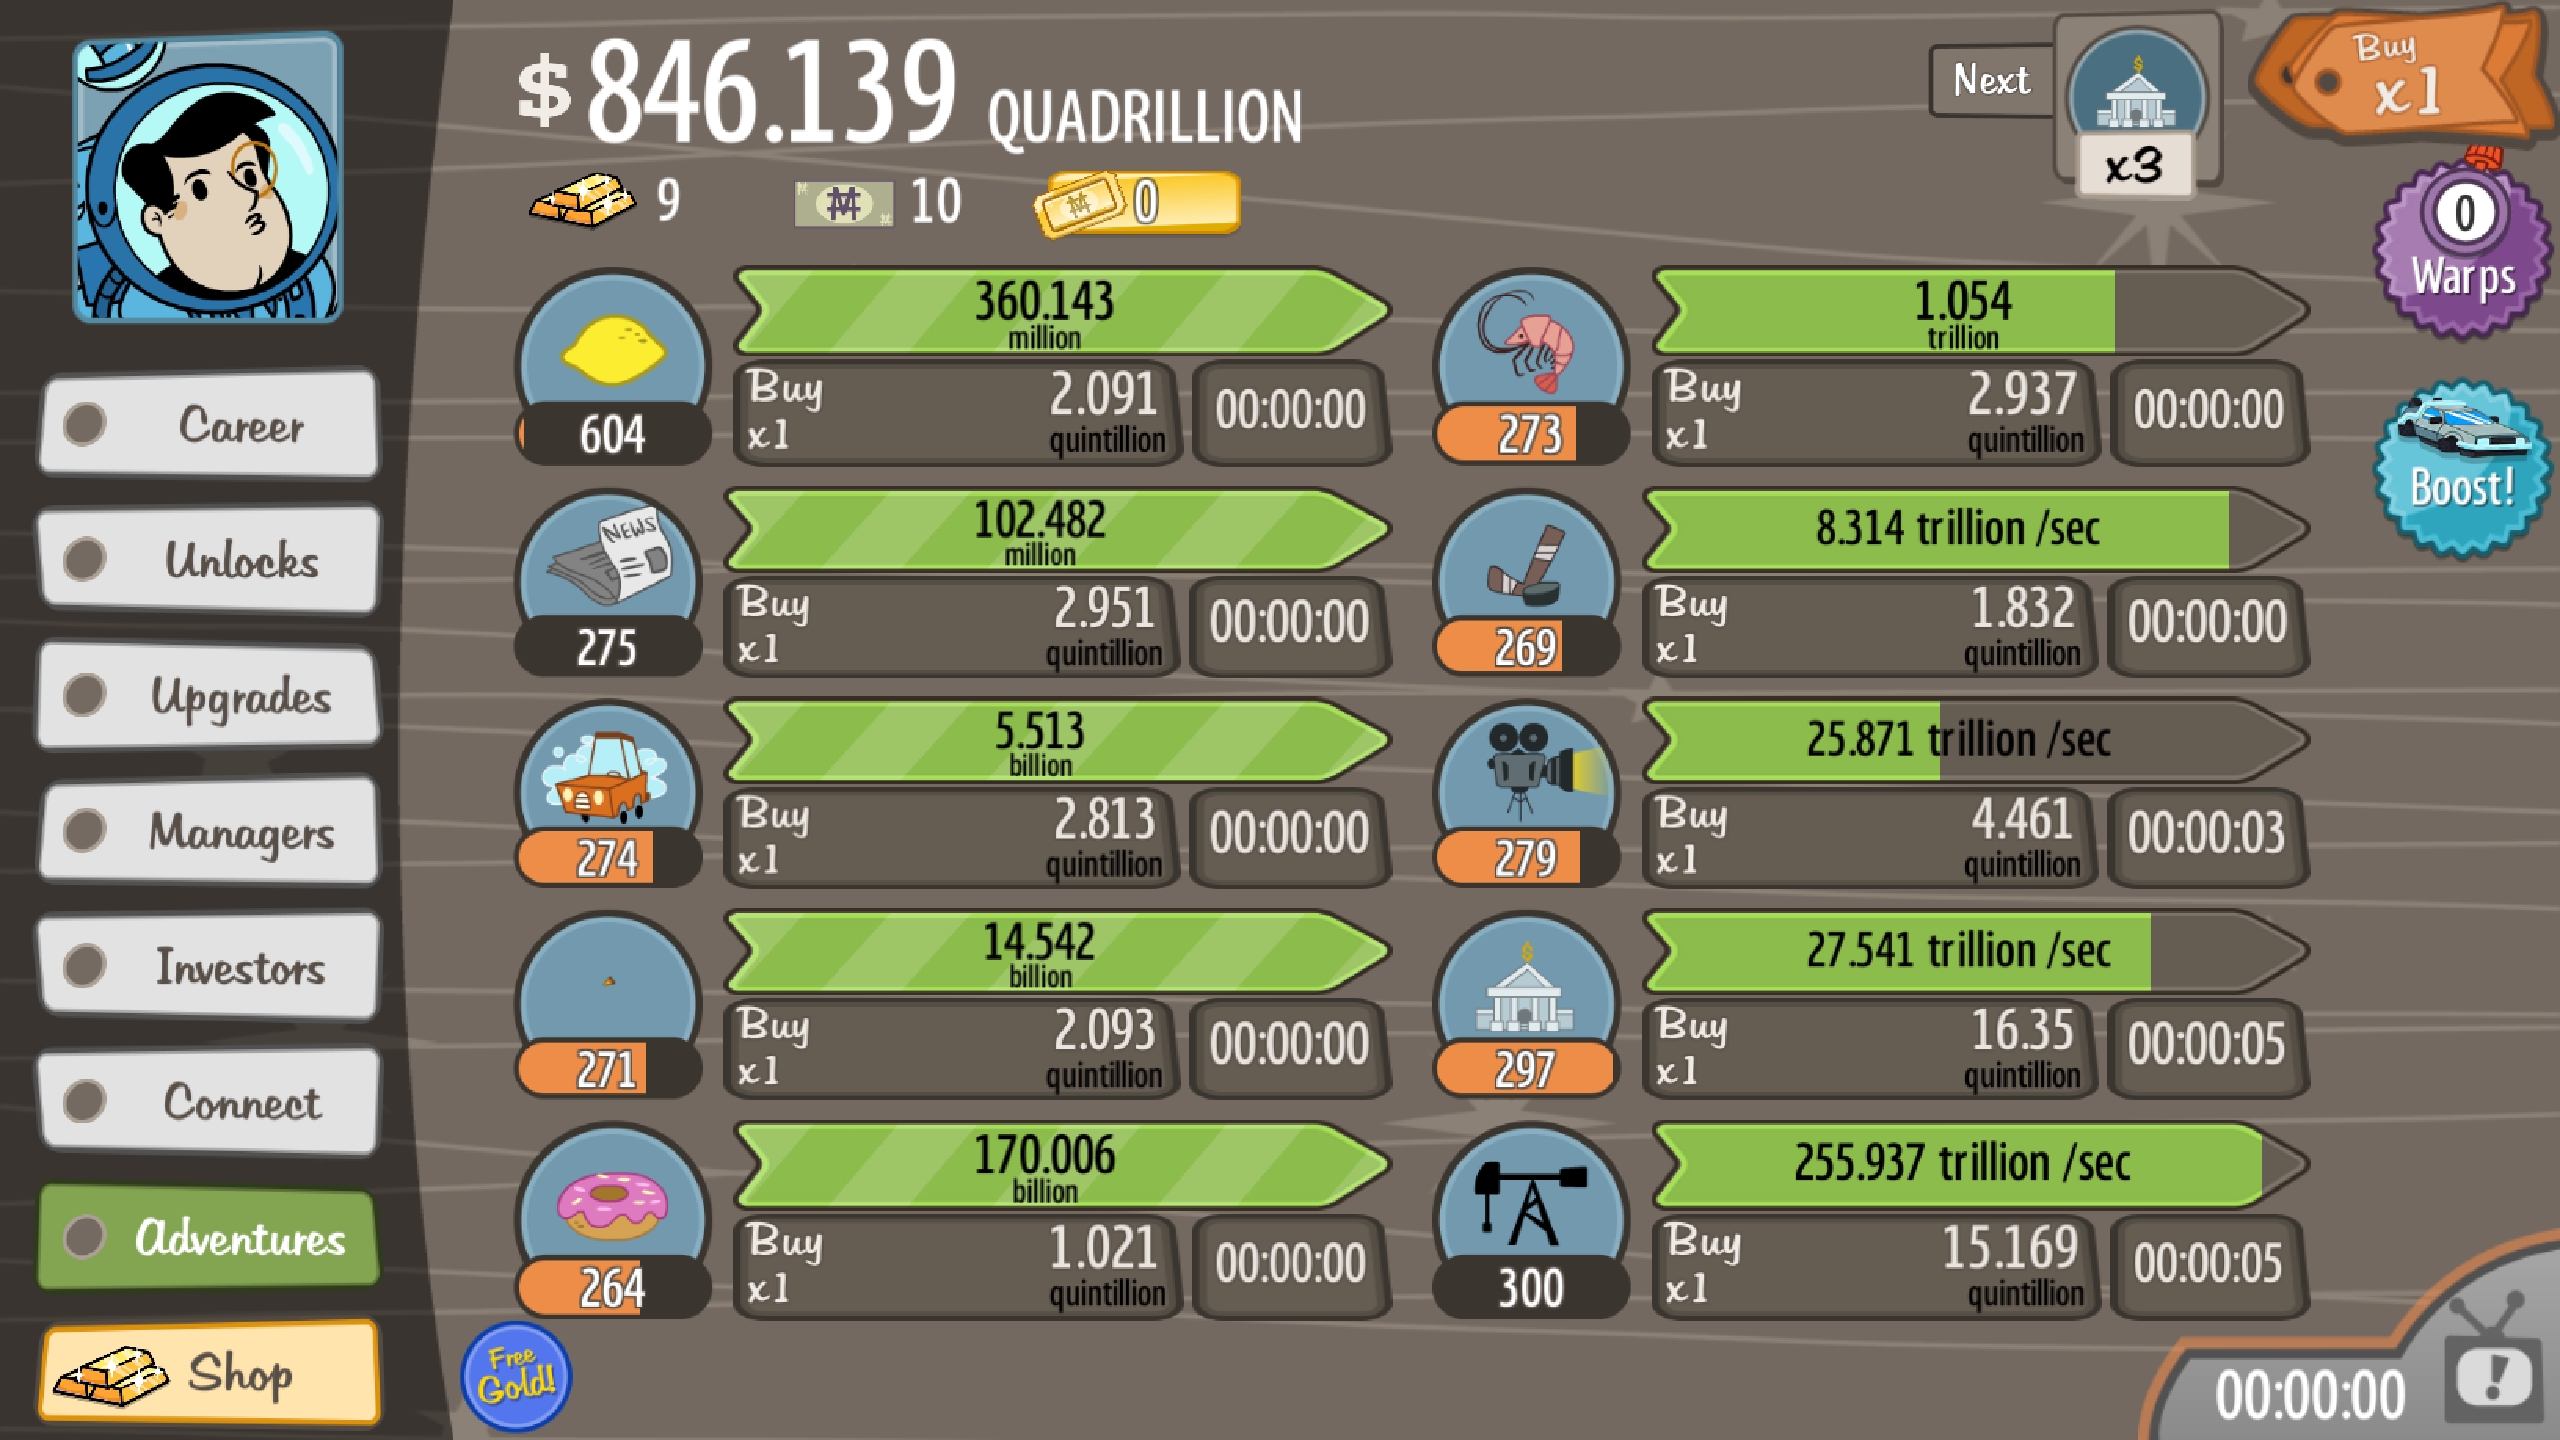 $846.139 QUADRILLION
9
10
0
Next
x3
Buy
x1
0
Warps
Boost!
Career
Unlocks
Upgrades
Managers
Investors
Connect
Adventures
Shop
360.143
million
Buy
x1
2.091
quintillion
00:00:00
604
NEWS
102.482
million
Buy
x1
2.951
quintillion
00:00:00
275
5.513
billion
Buy
x1
2.813
quintillion
00:00:00
274
14.542
billion
Buy
x1
2.093
quintillion
00:00:00
271
170.006
billion
Buy
x1
1.021
quintillion
00:00:00
264
1.054
trillion
Buy
x1
2.937
quintillion
00:00:00
273
8.314 trillion /sec
Buy
x1
1.832
quintillion
00:00:00
269
25.871 trillion /sec
Buy
x1
4.461
quintillion
00:00:03
279
$
27.541 trillion /sec
Buy
x1
16.35
quintillion
00:00:05
297
255.937 trillion /sec
Buy
x1
15.169
quintillion
00:00:05
300
Free
Gold!
00:00:00
!